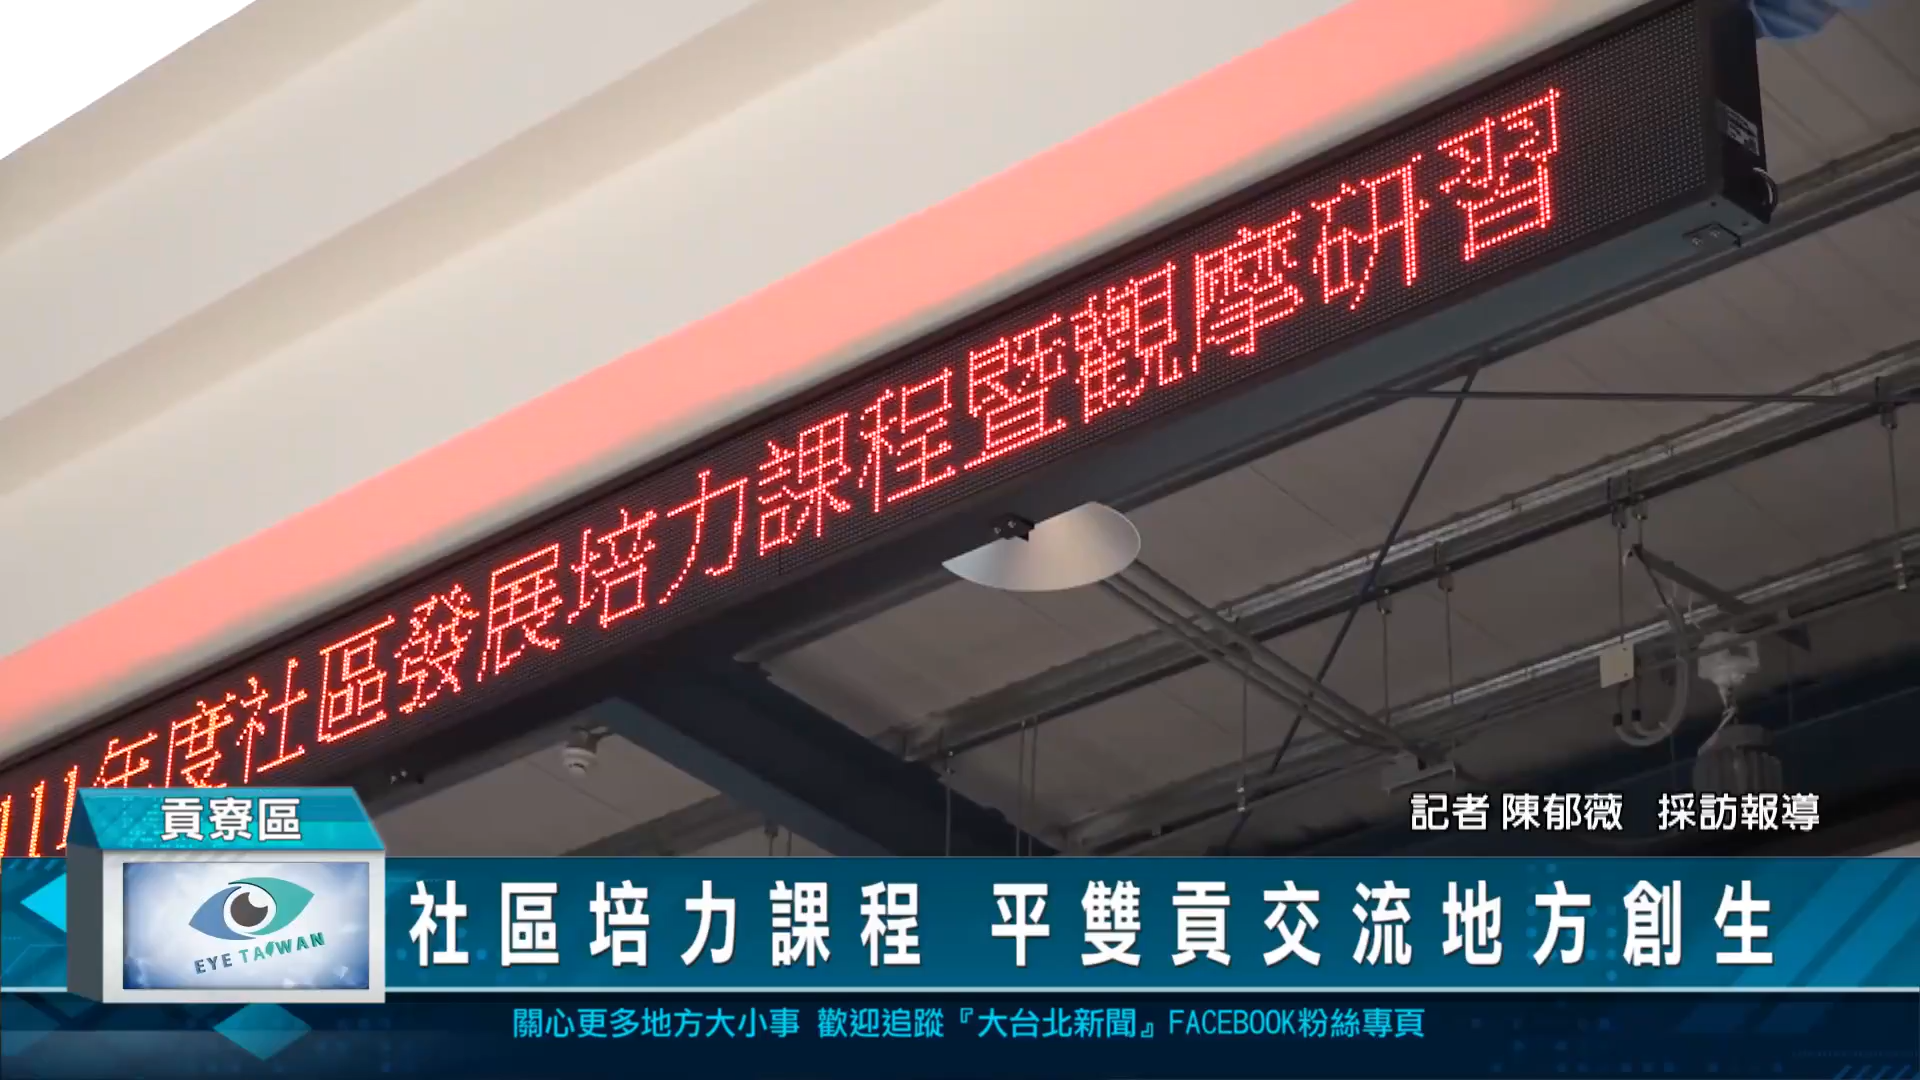 111年度社區發展培力課程暨觀摩研習
記者 陳郁薇 採訪報導
貢寮區
EYE TAIWAN
社區培力課程 平雙貢交流地方創生
關心更多地方大小事 歡迎追蹤『大台北新聞』FACEBOOK粉絲專頁